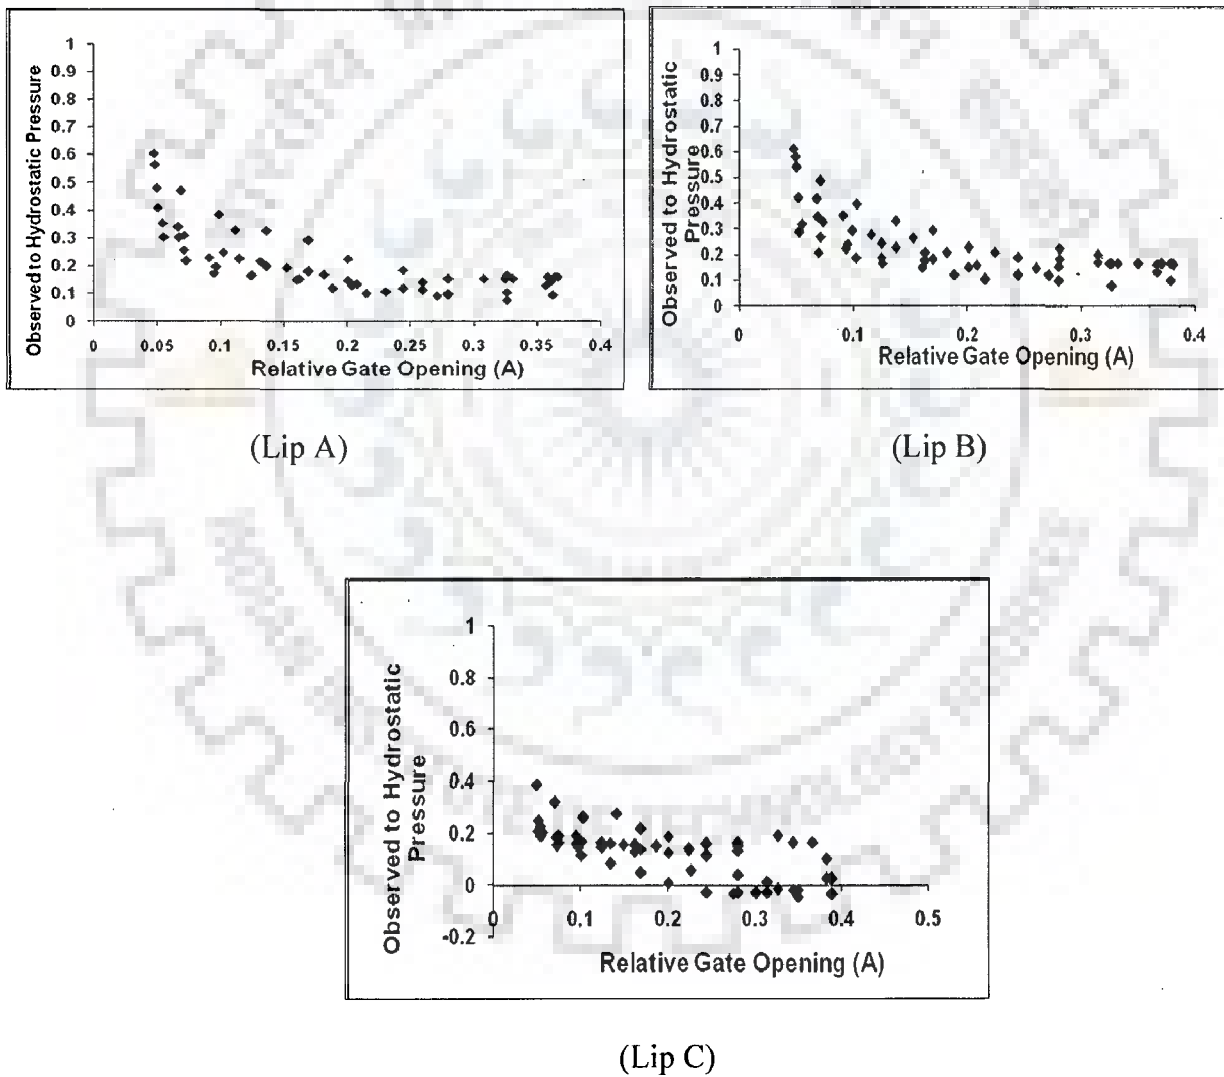 Observed to Hydrostatic Pressure
1
0.9
0.8
0.7
0.6
0.5
0.4
0.3
0.2
0.1
0
0 0.05 0.1 0.15 0.2 0.25 0.3 0.35 0.4
Relative Gate Opening (A)
(Lip A)
Observed to Hydrostatic
Pressure
1
0.9
0.8
0.7
0.6
0.5
0.4
0.3
0.2
0.1
0
0 0.1 0.2 0.3 0.4
Relative Gate Opening (A)
(Lip B)
Observed to Hydrostatic
Pressure
1
0.8
0.6
0.4
0.2
0
-0.2
0 0.1 0.2 0.3 0.4 0.5
Relative Gate Opening (A)
(Lip C)